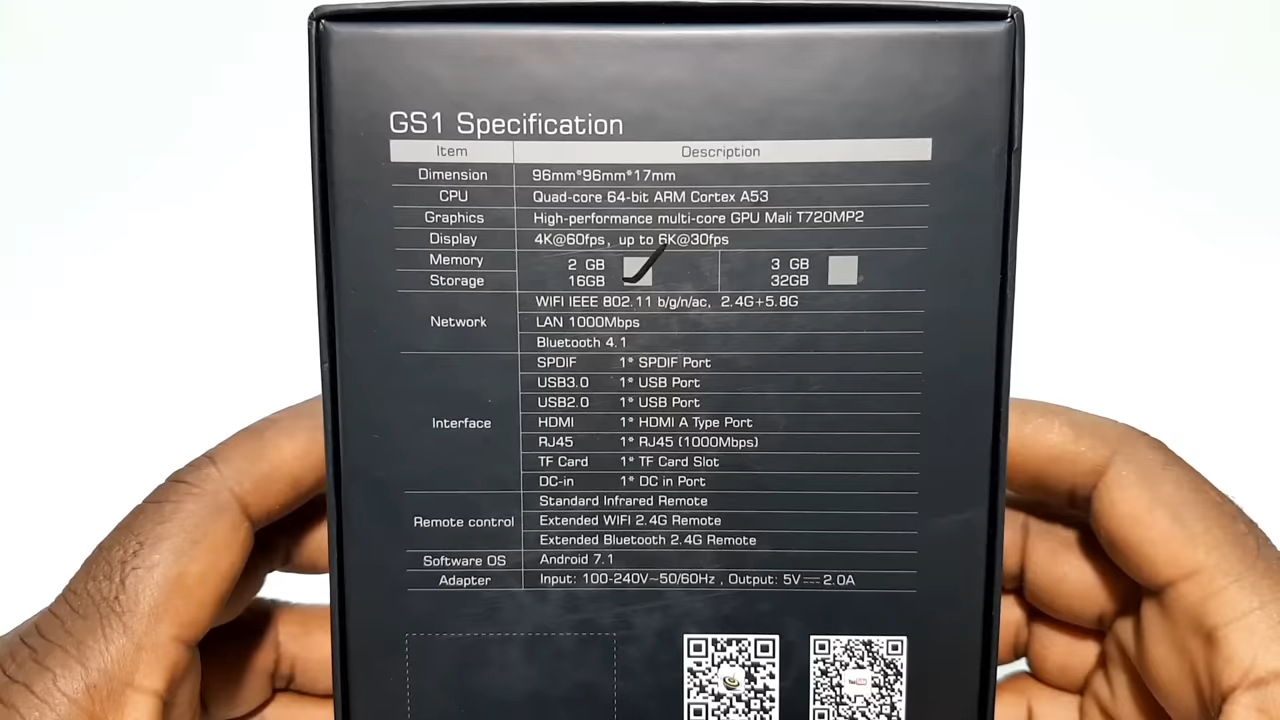 GS1 Specification
Item Description
Dimension 96mm*96mm*17mm
CPU Quad-core 64-bit ARM Cortex A53
Graphics High-performance multi-core GPU Mali T720MP2
Display 4K@60fps, up to 6K@30fps
Memory 2 GB 3 GB
Storage 16GB 32GB
Network WIFI IEEE 802.11 b/g/n/ac, 2.4G+5.8G
LAN 1000Mbps
Bluetooth 4.1
Interface SPDIF 1* SPDIF Port
USB3.0 1* USB Port
USB2.0 1* USB Port
HDMI 1* HDMI A Type Port
RJ45 1* RJ45 (1000Mbps)
TF Card 1* TF Card Slot
DC-in 1* DC in Port
Remote control Standard Infrared Remote
Extended WIFI 2.4G Remote
Extended Bluetooth 2.4G Remote
Software OS Android 7.1
Adapter Input: 100-240V~50/60Hz , Output: 5V⎓2.0A